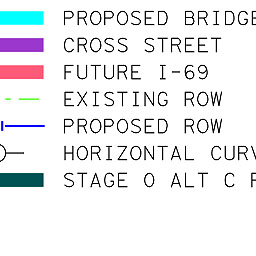 PROPOSED BRIDGE
CROSS STREET
FUTURE I-69
EXISTING ROW
PROPOSED ROW
HORIZONTAL CURV
STAGE 0 ALT C